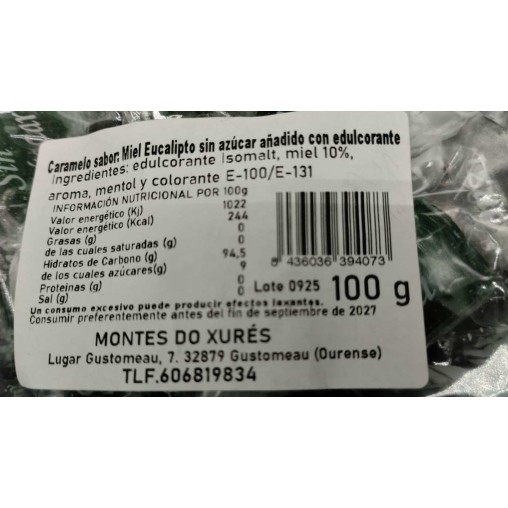 Caramelo sabor: Miel Eucalipto sin azúcar añadido con edulcorante
Ingredientes: edulcorante Isomalt, miel 10%,
aroma, mentol y colorante E-100/E-131
INFORMACIÓN NUTRICIONAL POR 100g
Valor energético (Kj) 1022
Valor energético (Kcal) 244
Grasas (g) 0
de las cuales saturadas (g) 0
Hidratos de Carbono (g) 94,5
de los cuales azúcares(g) 9
Proteínas (g) 0
Sal (g) 0
8 436036 394073
Lote 0925 100 g
Un consumo excesivo puede producir efectos laxantes.
Consumir preferentemente antes del fin de septiembre de 2027
MONTES DO XURÉS
Lugar Gustomeau, 7. 32879 Gustomeau (Ourense)
TLF.606819834